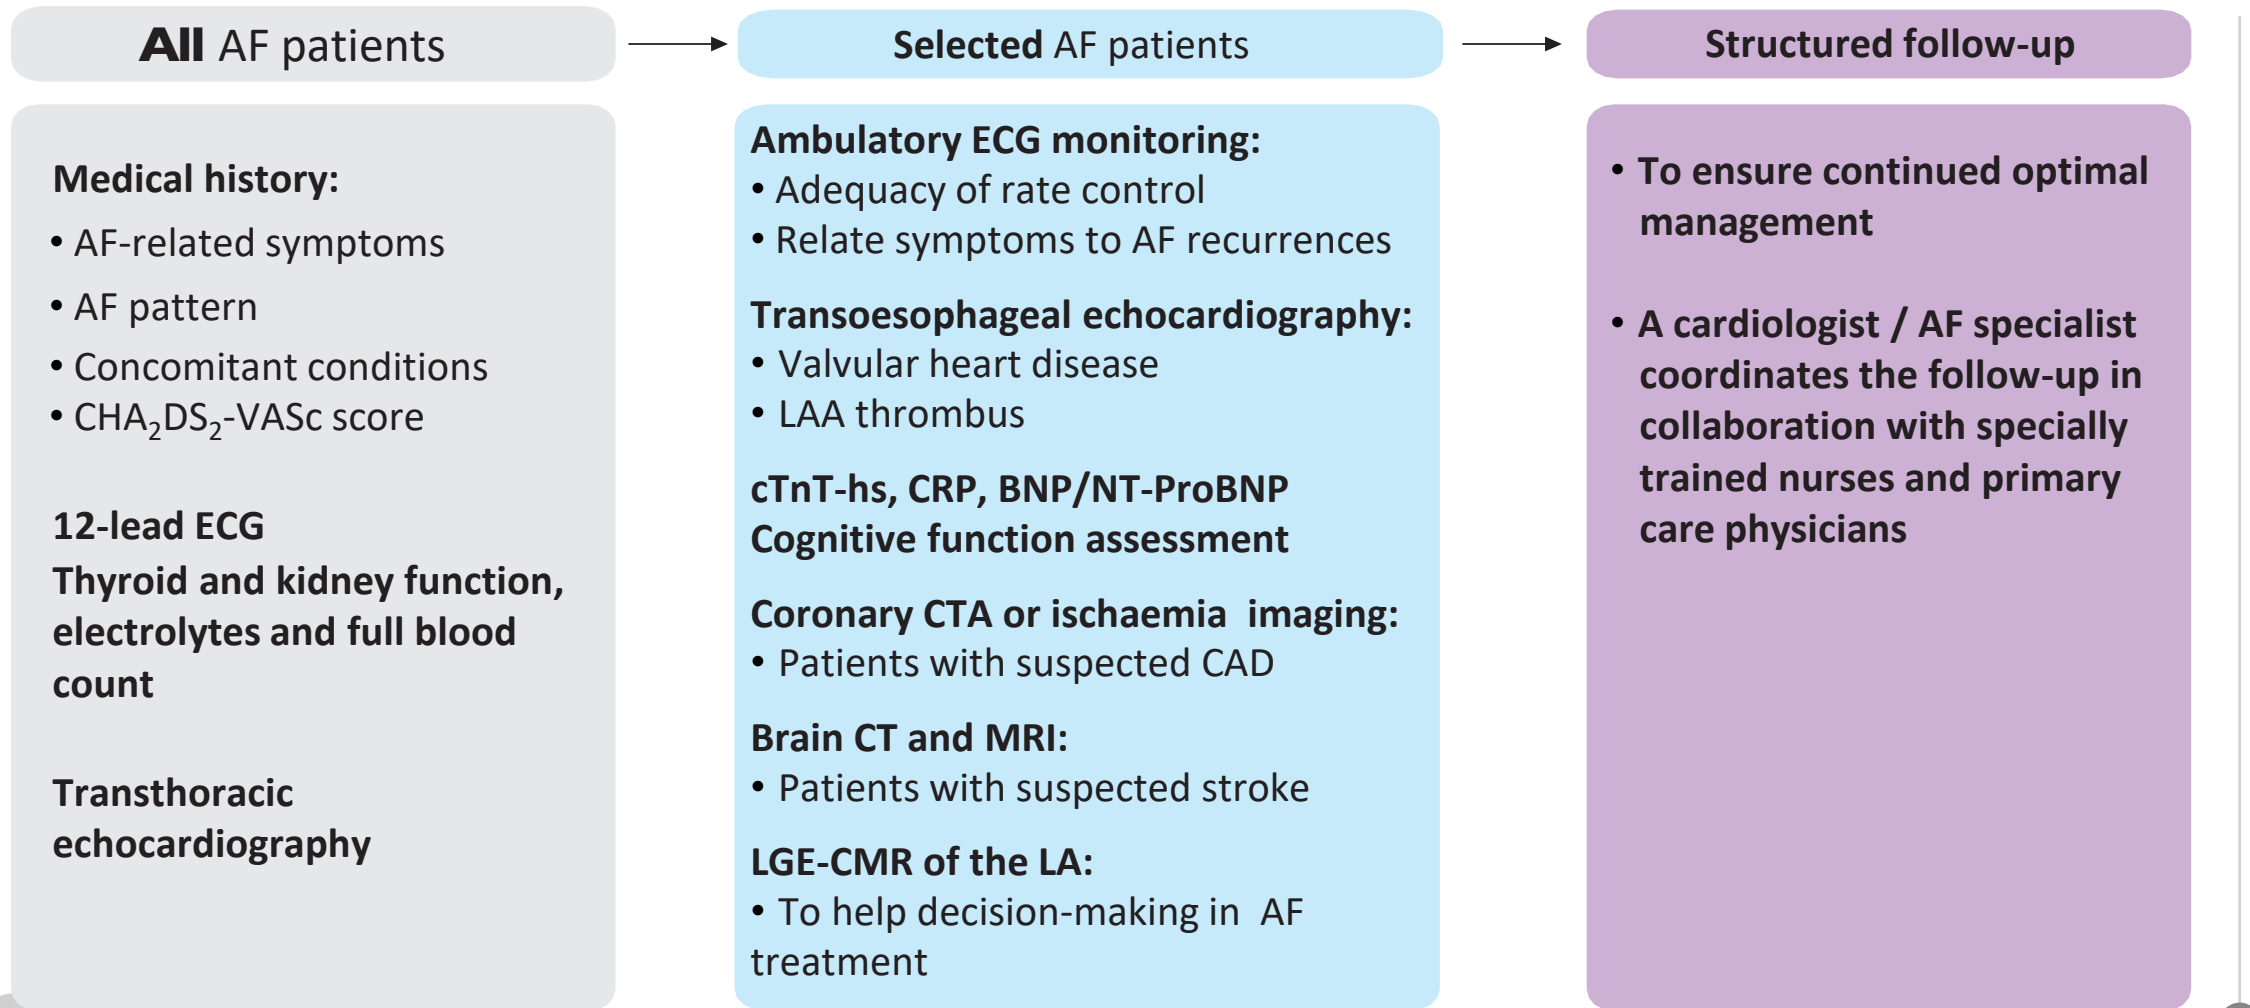 All AF patients
Selected AF patients
Structured follow-up
Medical history:
• AF-related symptoms
• AF pattern
• Concomitant conditions
• CHA₂DS₂-VASc score
12-lead ECG
Thyroid and kidney function,
electrolytes and full blood
count
Transthoracic
echocardiography
Ambulatory ECG monitoring:
• Adequacy of rate control
• Relate symptoms to AF recurrences
Transoesophageal echocardiography:
• Valvular heart disease
• LAA thrombus
cTnT-hs, CRP, BNP/NT-ProBNP
Cognitive function assessment
Coronary CTA or ischaemia imaging:
• Patients with suspected CAD
Brain CT and MRI:
• Patients with suspected stroke
LGE-CMR of the LA:
• To help decision-making in AF
treatment
• To ensure continued optimal
management
• A cardiologist / AF specialist
coordinates the follow-up in
collaboration with specially
trained nurses and primary
care physicians